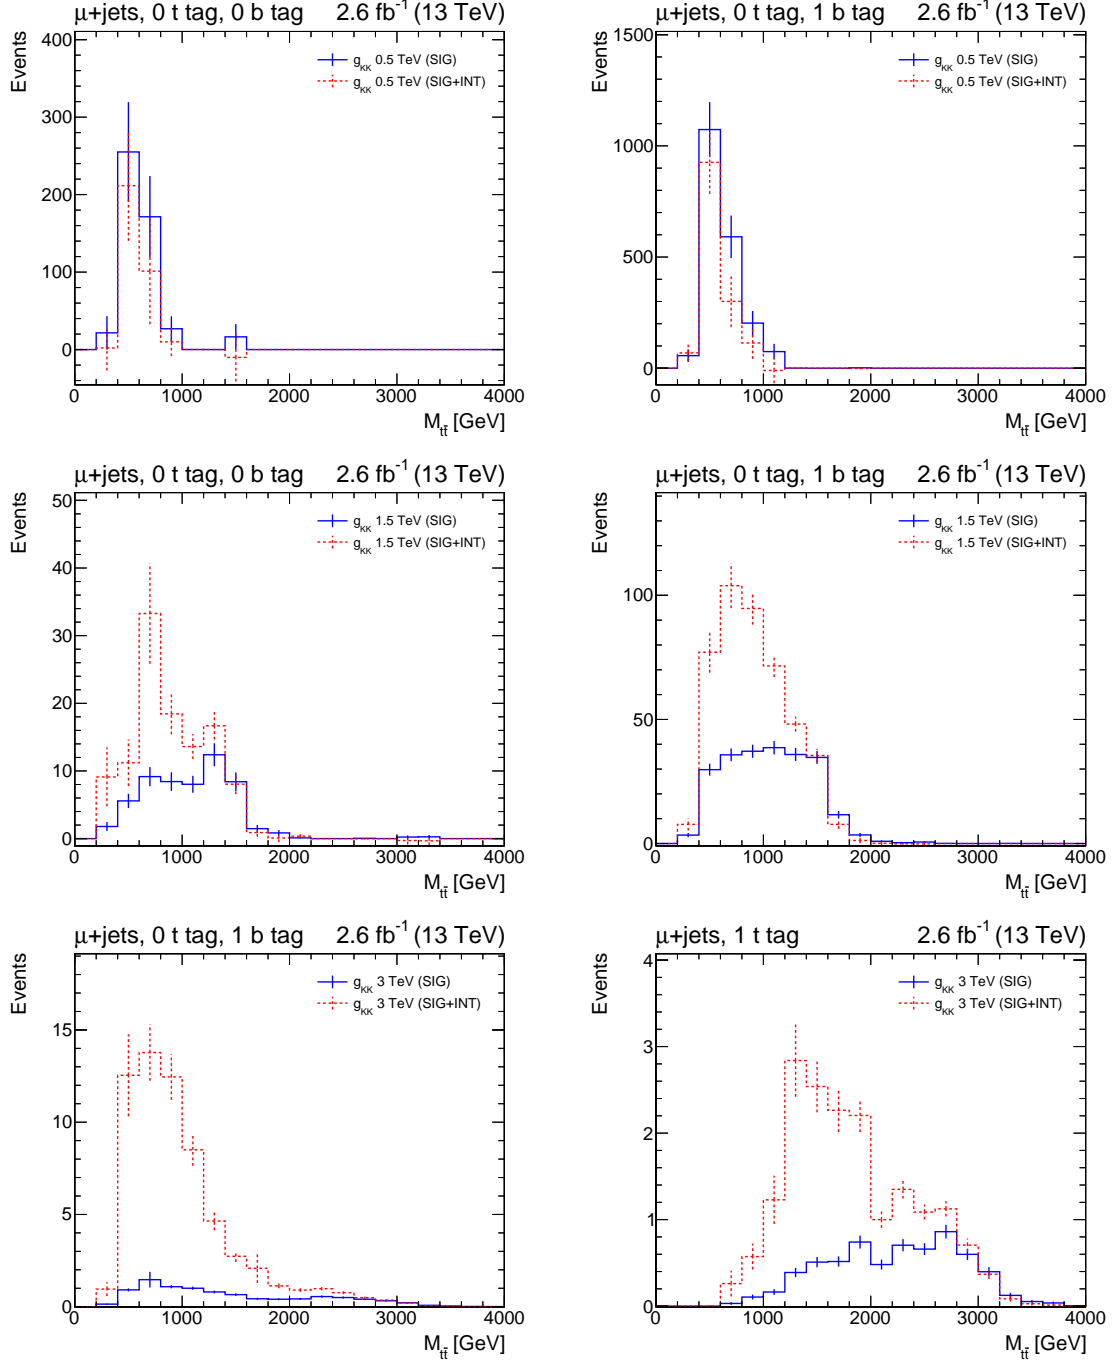 μ+jets, 0 t tag, 0 b tag 2.6 fb⁻¹ (13 TeV)
Events
g_KK 0.5 TeV (SIG)
g_KK 0.5 TeV (SIG+INT)
400
300
200
100
0
0 1000 2000 3000 4000
M_tt̄ [GeV]
μ+jets, 0 t tag, 1 b tag 2.6 fb⁻¹ (13 TeV)
Events
g_KK 0.5 TeV (SIG)
g_KK 0.5 TeV (SIG+INT)
1500
1000
500
0
0 1000 2000 3000 4000
M_tt̄ [GeV]
μ+jets, 0 t tag, 0 b tag 2.6 fb⁻¹ (13 TeV)
Events
g_KK 1.5 TeV (SIG)
g_KK 1.5 TeV (SIG+INT)
50
40
30
20
10
0
0 1000 2000 3000 4000
M_tt̄ [GeV]
μ+jets, 0 t tag, 1 b tag 2.6 fb⁻¹ (13 TeV)
Events
g_KK 1.5 TeV (SIG)
g_KK 1.5 TeV (SIG+INT)
100
50
0
0 1000 2000 3000 4000
M_tt̄ [GeV]
μ+jets, 0 t tag, 1 b tag 2.6 fb⁻¹ (13 TeV)
Events
g_KK 3 TeV (SIG)
g_KK 3 TeV (SIG+INT)
15
10
5
0
0 1000 2000 3000 4000
M_tt̄ [GeV]
μ+jets, 1 t tag 2.6 fb⁻¹ (13 TeV)
Events
g_KK 3 TeV (SIG)
g_KK 3 TeV (SIG+INT)
4
3
2
1
0
0 1000 2000 3000 4000
M_tt̄ [GeV]